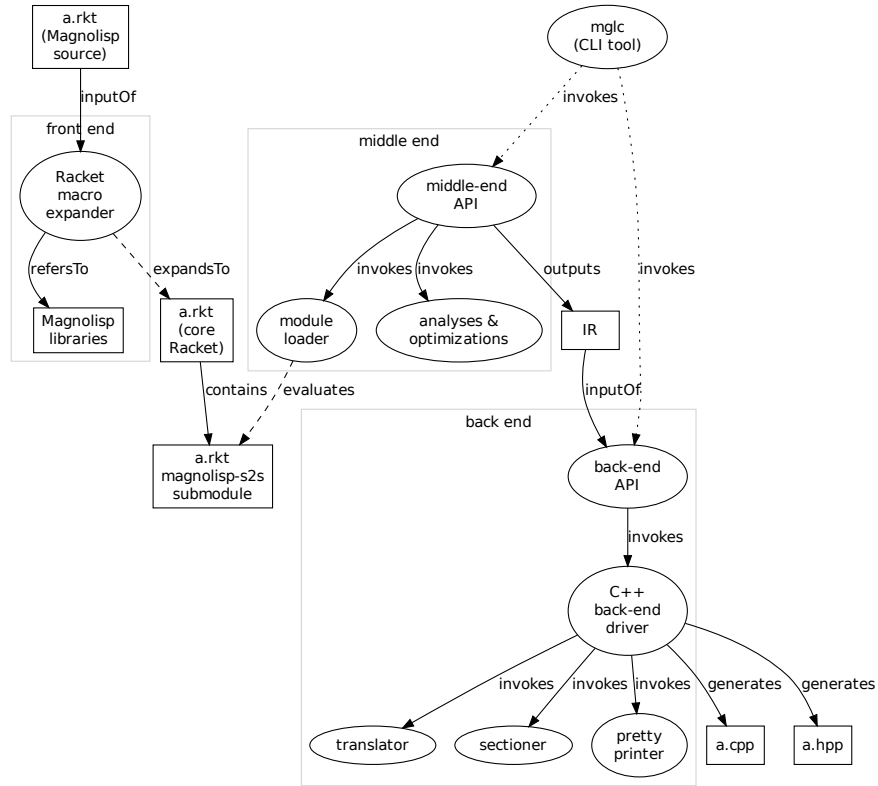 a.rkt
(Magnolisp
source)
mglc
(CLI tool)
inputOf
invokes
front end
middle end
Racket
macro
expander
middle-end
API
refersTo
expandsTo
invokes
invokes
outputs
invokes
Magnolisp
libraries
a.rkt
(core
Racket)
module
loader
analyses &
optimizations
IR
contains
evaluates
inputOf
back end
a.rkt
magnolisp-s2s
submodule
back-end
API
invokes
C++
back-end
driver
invokes
invokes
invokes
generates
generates
translator
sectioner
pretty
printer
a.cpp
a.hpp